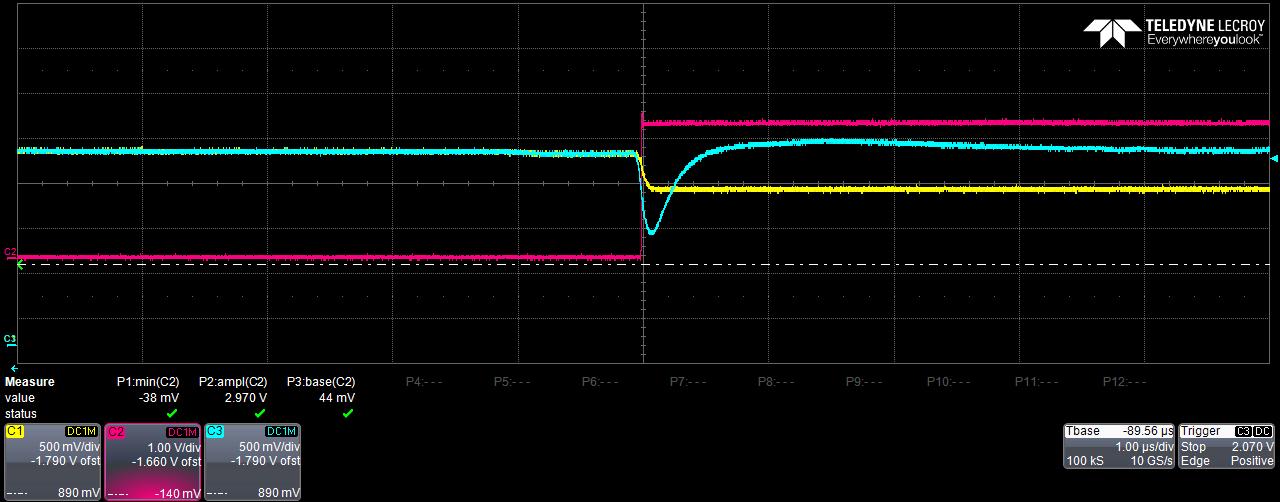 TELEDYNE LECROY
Everywhereyoulook™
C2
C3
Measure P1:min(C2) P2:ampl(C2) P3:base(C2) P4:--- P5:--- P6:--- P7:--- P8:--- P9:--- P10:--- P11:--- P12:---
value -38 mV 2.970 V 44 mV
status
C1 DC1M
500 mV/div
-1.790 V ofst
890 mV
C2 DC1M
1.00 V/div
-1.660 V ofst
-140 mV
C3 DC1M
500 mV/div
-1.790 V ofst
890 mV
Tbase -89.56 µs
1.00 µs/div
100 kS 10 GS/s
Trigger C3 DC
Stop 2.070 V
Edge Positive